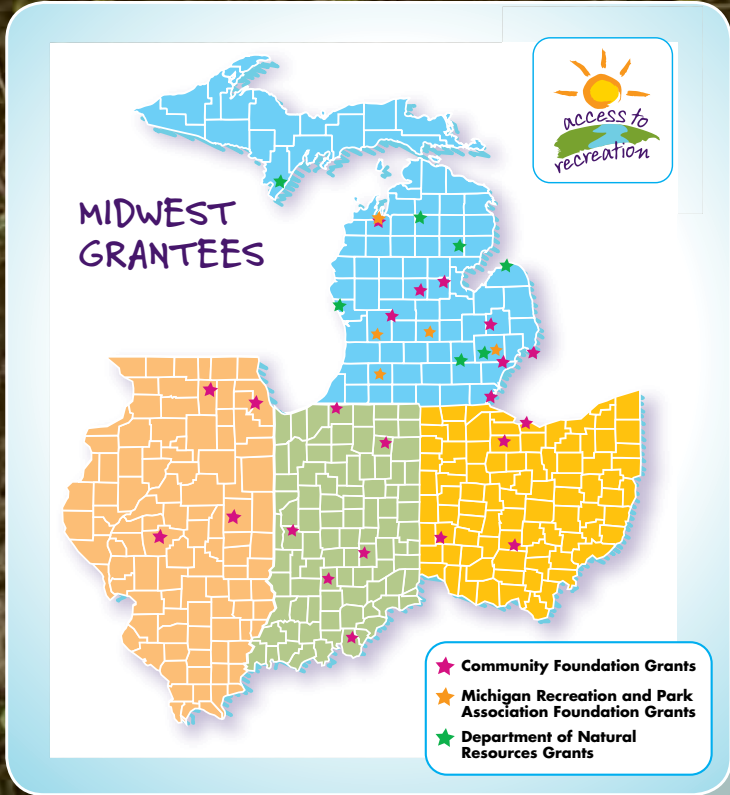 access to
recreation
MIDWEST
GRANTEES
Community Foundation Grants
Michigan Recreation and Park
Association Foundation Grants
Department of Natural
Resources Grants